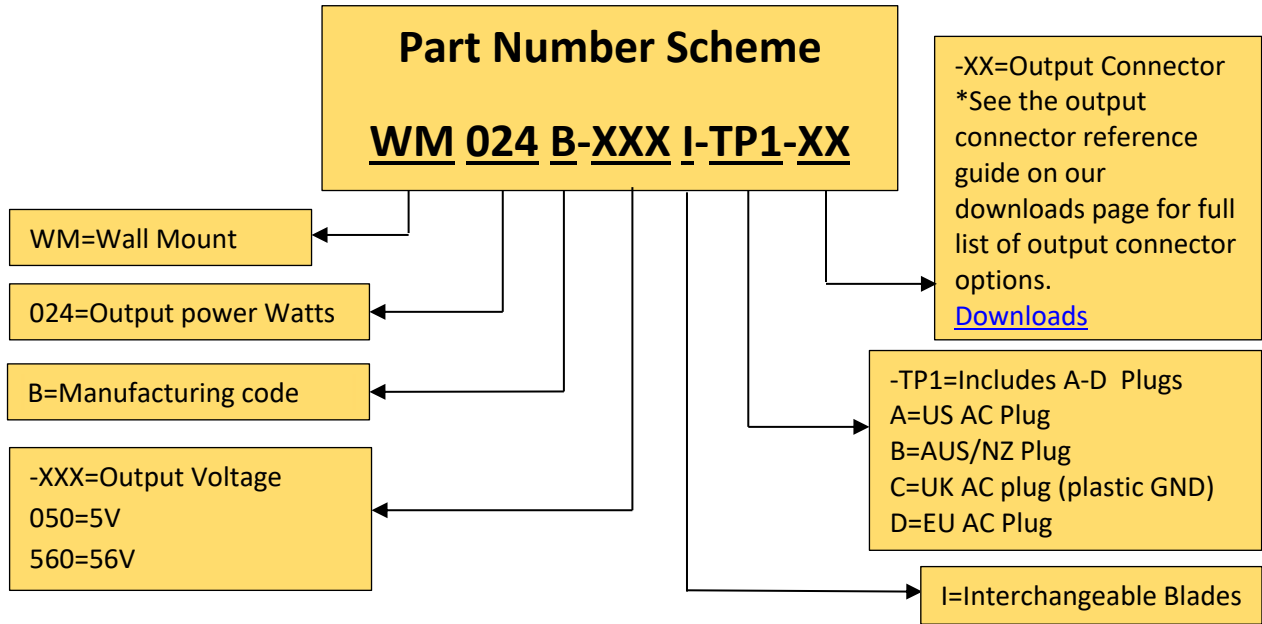 Part Number Scheme
WM 024 B-XXX I-TP1-XX
-XX=Output Connector
*See the output
connector reference
guide on our
downloads page for full
list of output connector
options.
Downloads
WM=Wall Mount
024=Output power Watts
B=Manufacturing code
-XXX=Output Voltage
050=5V
560=56V
-TP1=Includes A-D  Plugs
A=US AC Plug
B=AUS/NZ Plug
C=UK AC plug (plastic GND)
D=EU AC Plug
I=Interchangeable Blades